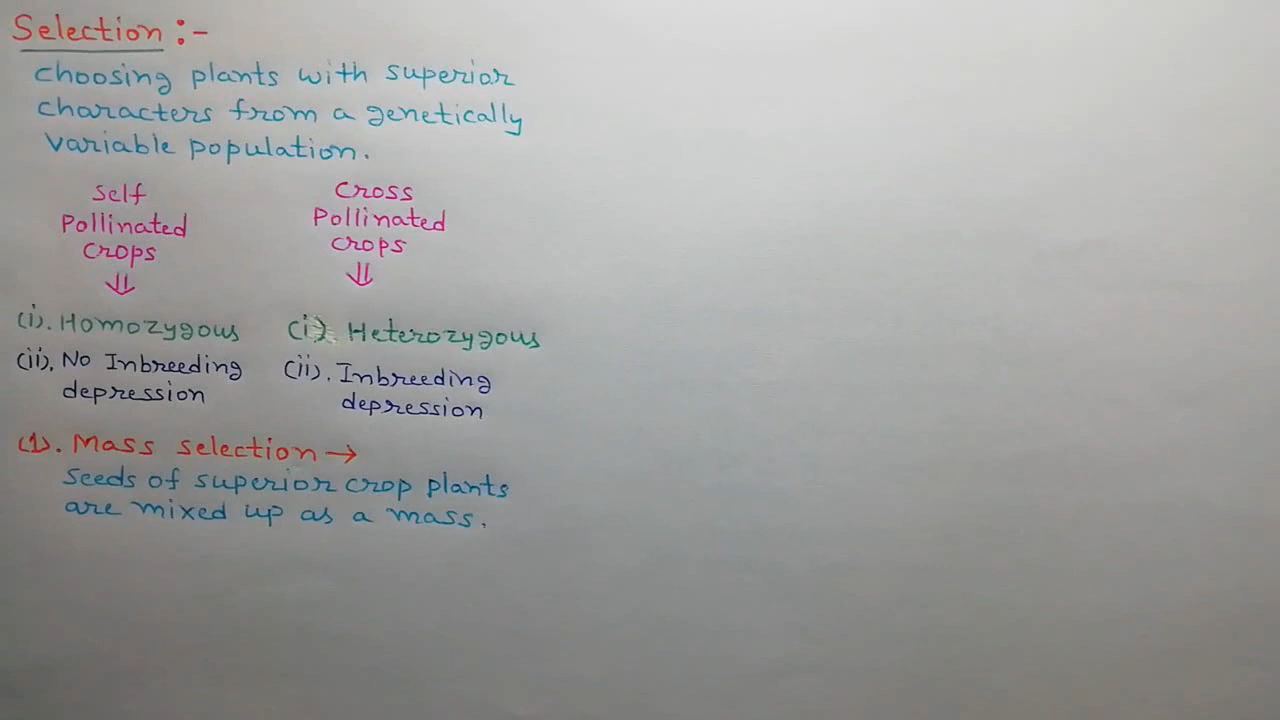 Selection :-
choosing plants with superior
characters from a genetically
variable population.
Self
Pollinated
crops
⇓
Cross
Pollinated
crops
⇓
(i). Homozygous
(ii). No Inbreeding
depression
(i). Heterozygous
(ii). Inbreeding
depression
(1). Mass selection →
Seeds of superior crop plants
are mixed up as a mass.